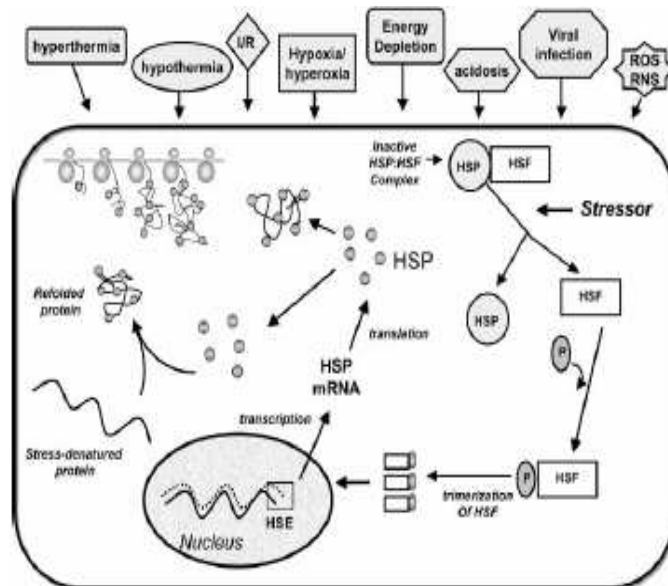 hyperthermia
hypothermia
I/R
Hypoxia/
hyperoxia
Energy
Depletion
acidosis
Viral
infection
ROS
RNS
Inactive
HSP:HSF
Complex
HSP
HSF
Stressor
HSP
HSP
HSF
Refolded
protein
translation
P
HSP
mRNA
transcription
Stress-denatured
protein
HSE
Nucleus
P
HSF
trimerization
Of HSF